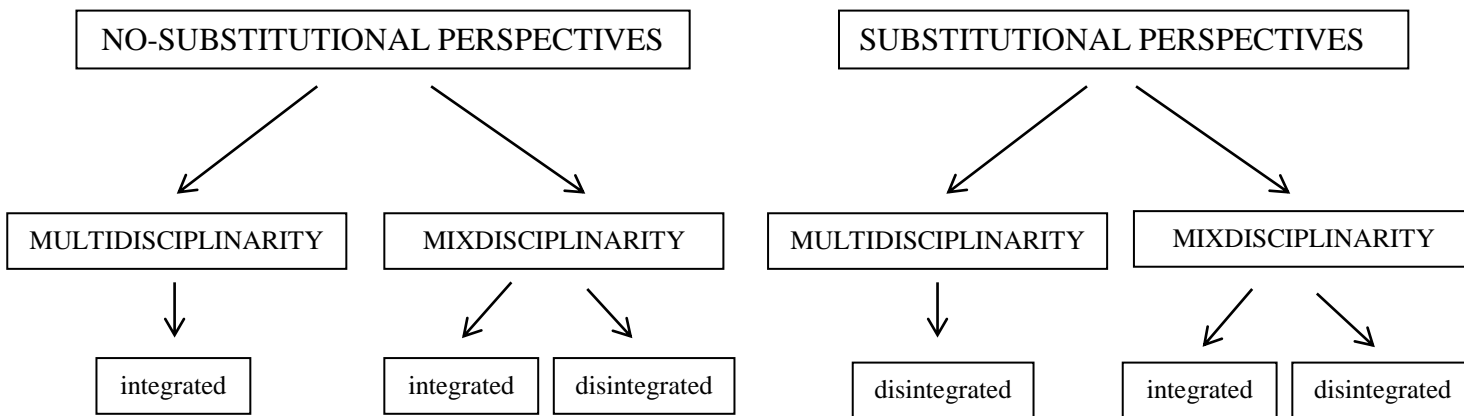 NO-SUBSTITUTIONAL PERSPECTIVES
SUBSTITUTIONAL PERSPECTIVES
MULTIDISCIPLINARITY
MIXDISCIPLINARITY
MULTIDISCIPLINARITY
MIXDISCIPLINARITY
integrated
integrated
disintegrated
disintegrated
integrated
disintegrated